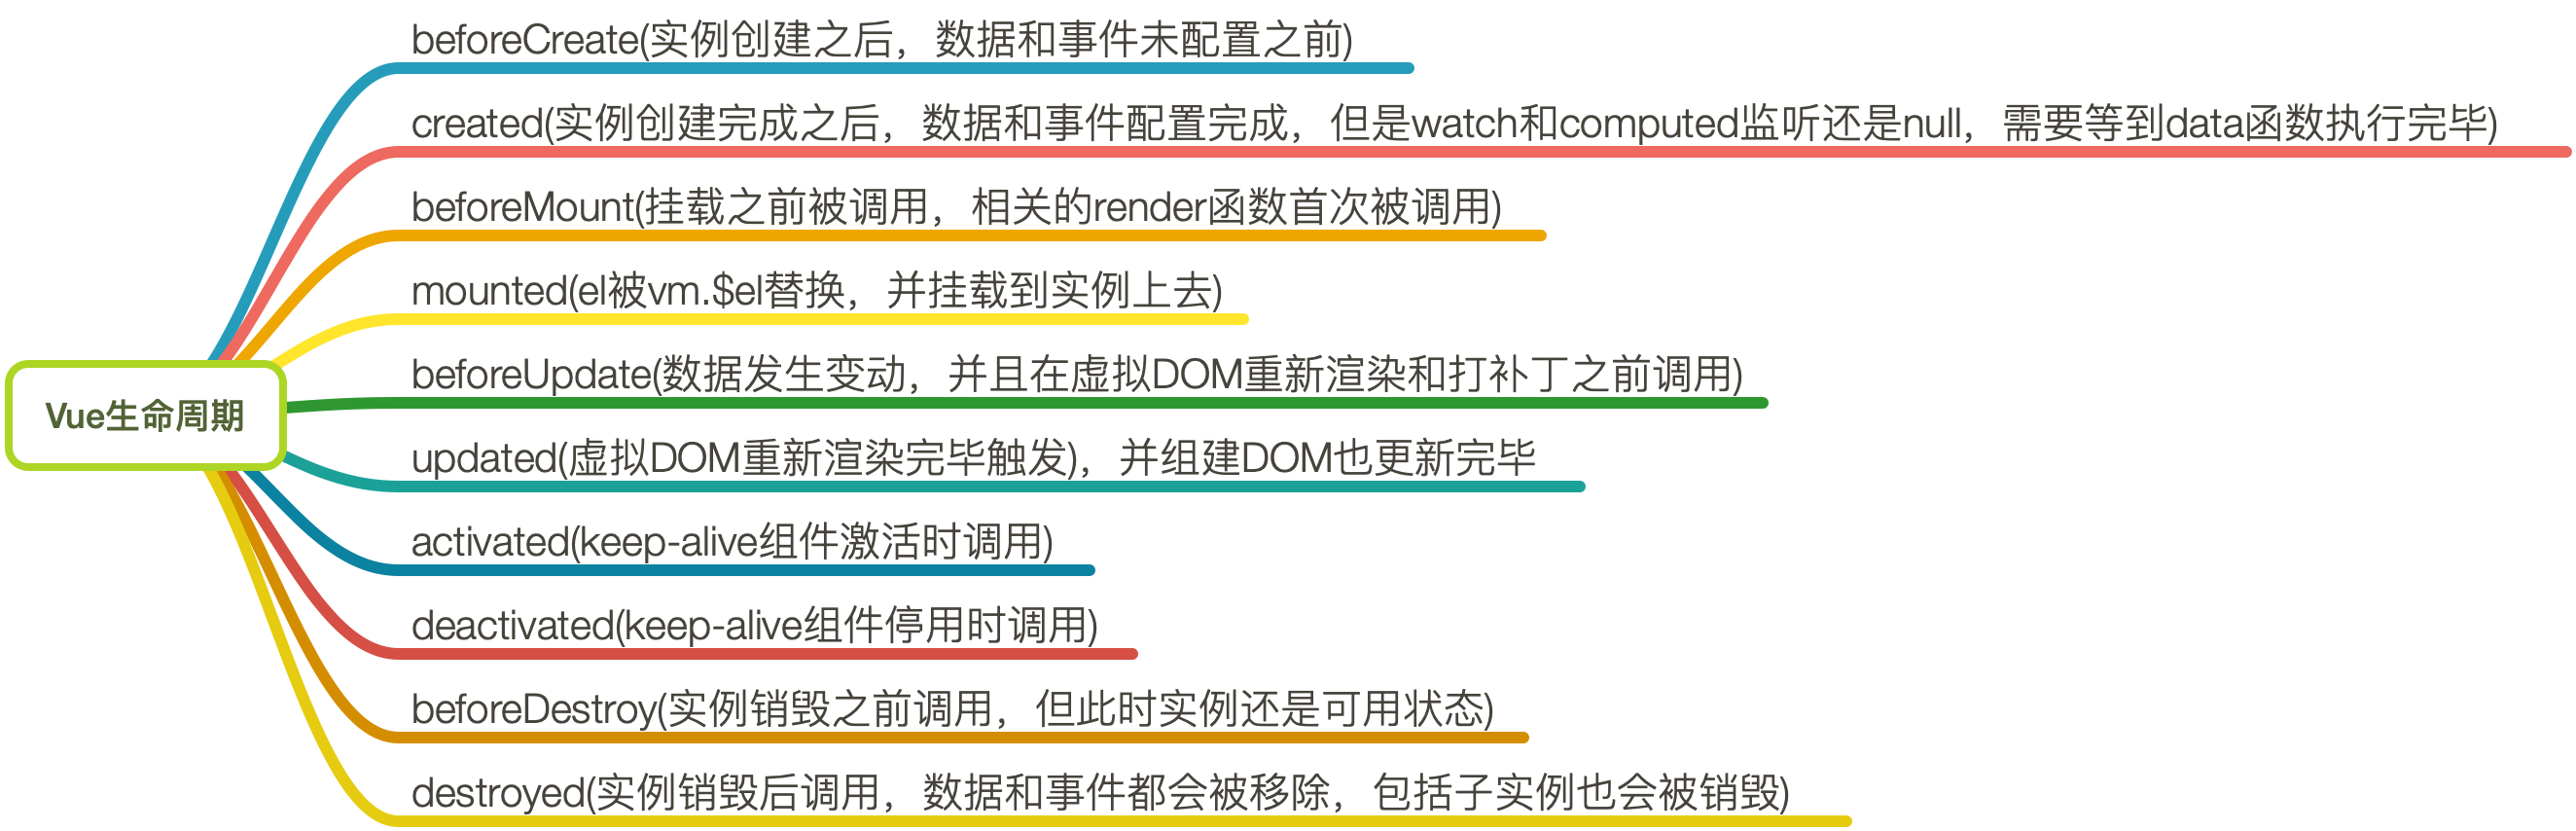 beforeCreate(实例创建之后，数据和事件未配置之前)
created(实例创建完成之后，数据和事件配置完成，但是watch和computed监听还是null，需要等到data函数执行完毕)
beforeMount(挂载之前被调用，相关的render函数首次被调用)
mounted(el被vm.$el替换，并挂载到实例上去)
beforeUpdate(数据发生变动，并且在虚拟DOM重新渲染和打补丁之前调用)
Vue生命周期
updated(虚拟DOM重新渲染完毕触发)，并组建DOM也更新完毕
activated(keep-alive组件激活时调用)
deactivated(keep-alive组件停用时调用)
beforeDestroy(实例销毁之前调用，但此时实例还是可用状态)
destroyed(实例销毁后调用，数据和事件都会被移除，包括子实例也会被销毁)